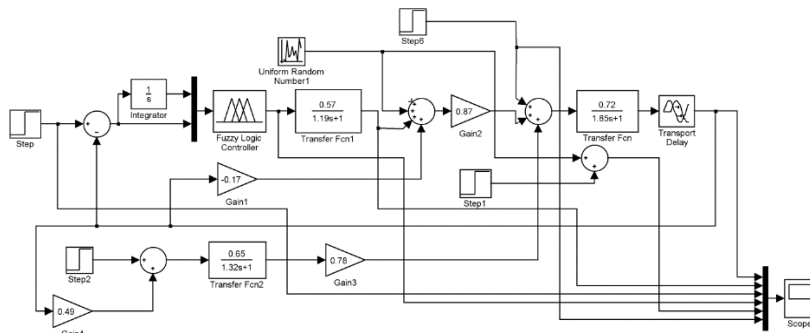 Step6
Uniform Random
Number1
1
s
Integrator
Step
+
-
Fuzzy Logic
Controller
0.57
1.19s+1
Transfer Fcn1
+
+
+
+
0.87
Gain2
+
+
+
0.72
1.85s+1
Transfer Fcn
Transport
Delay
-0.17
Gain1
Step1
+
+
Step2
+
+
0.65
1.32s+1
Transfer Fcn2
0.78
Gain3
0.49
Scope